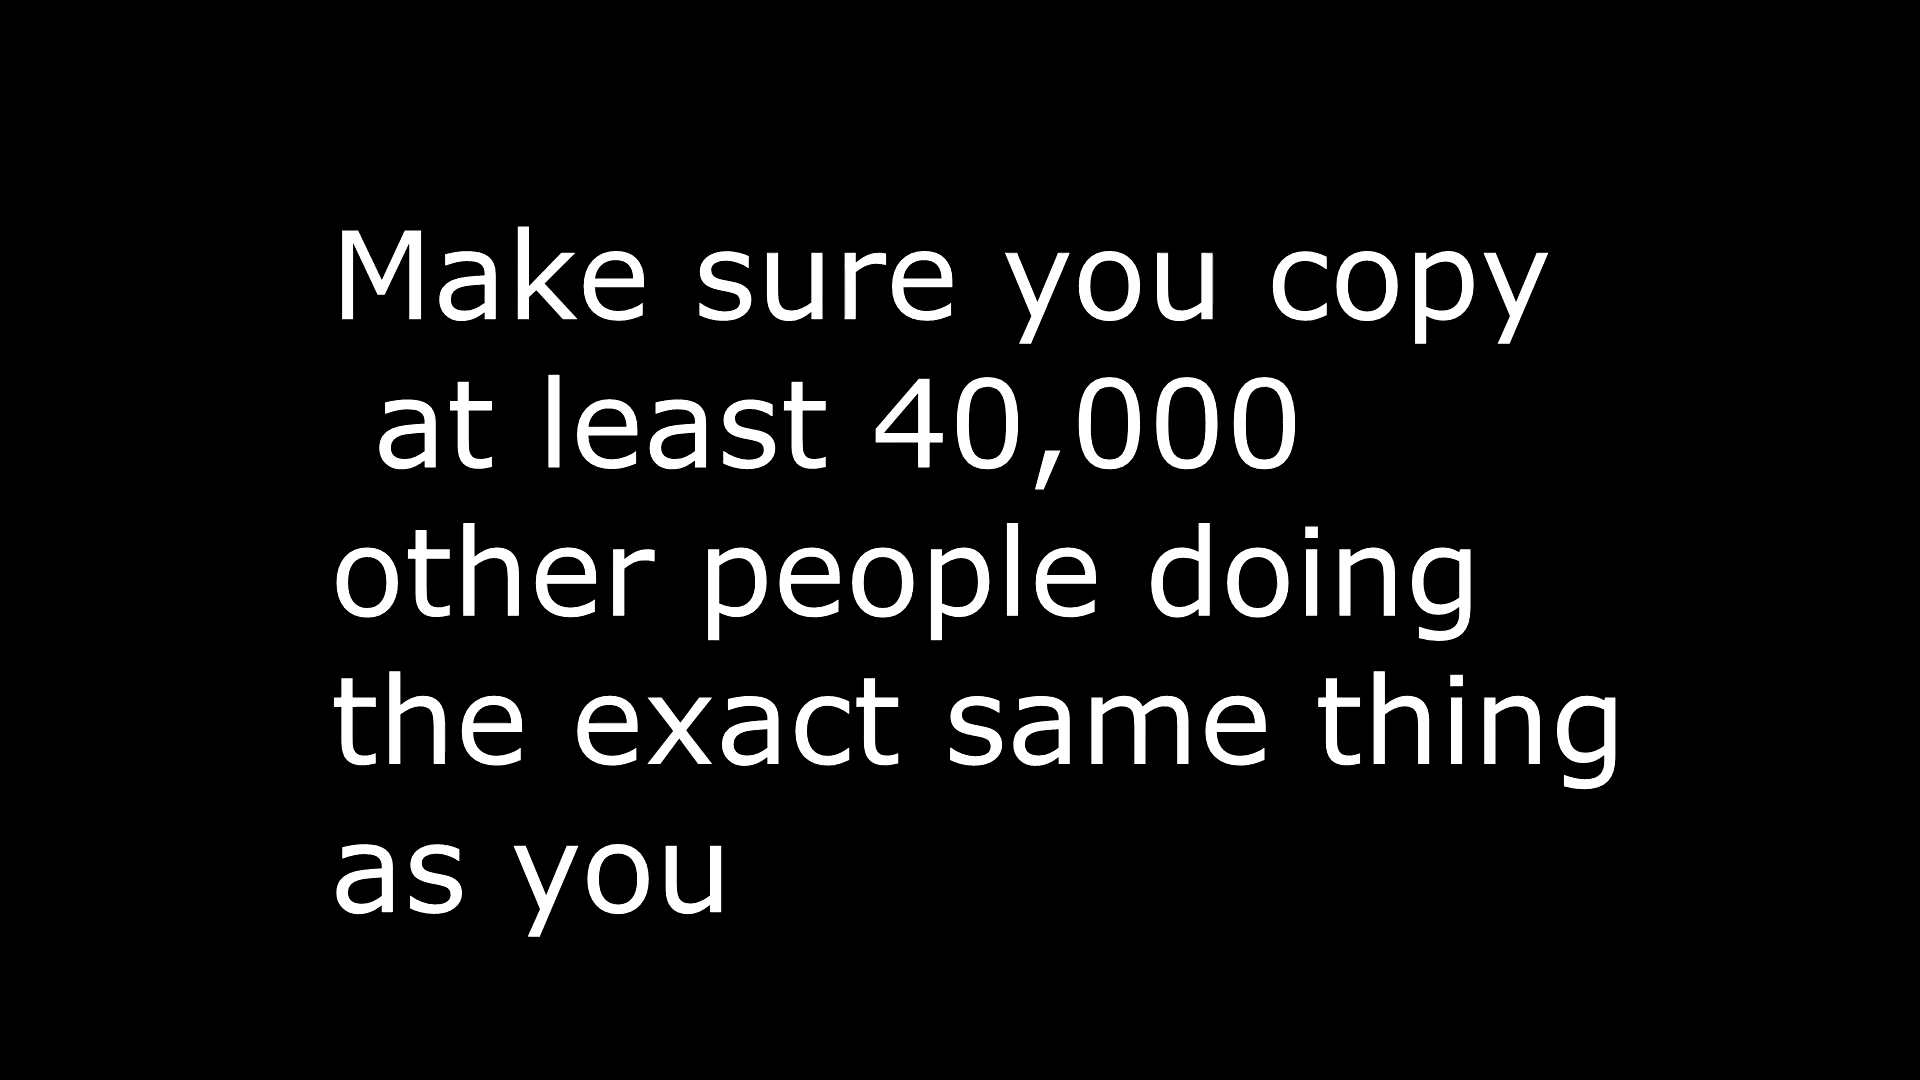 Make sure you copy
at least 40,000
other people doing
the exact same thing
as you